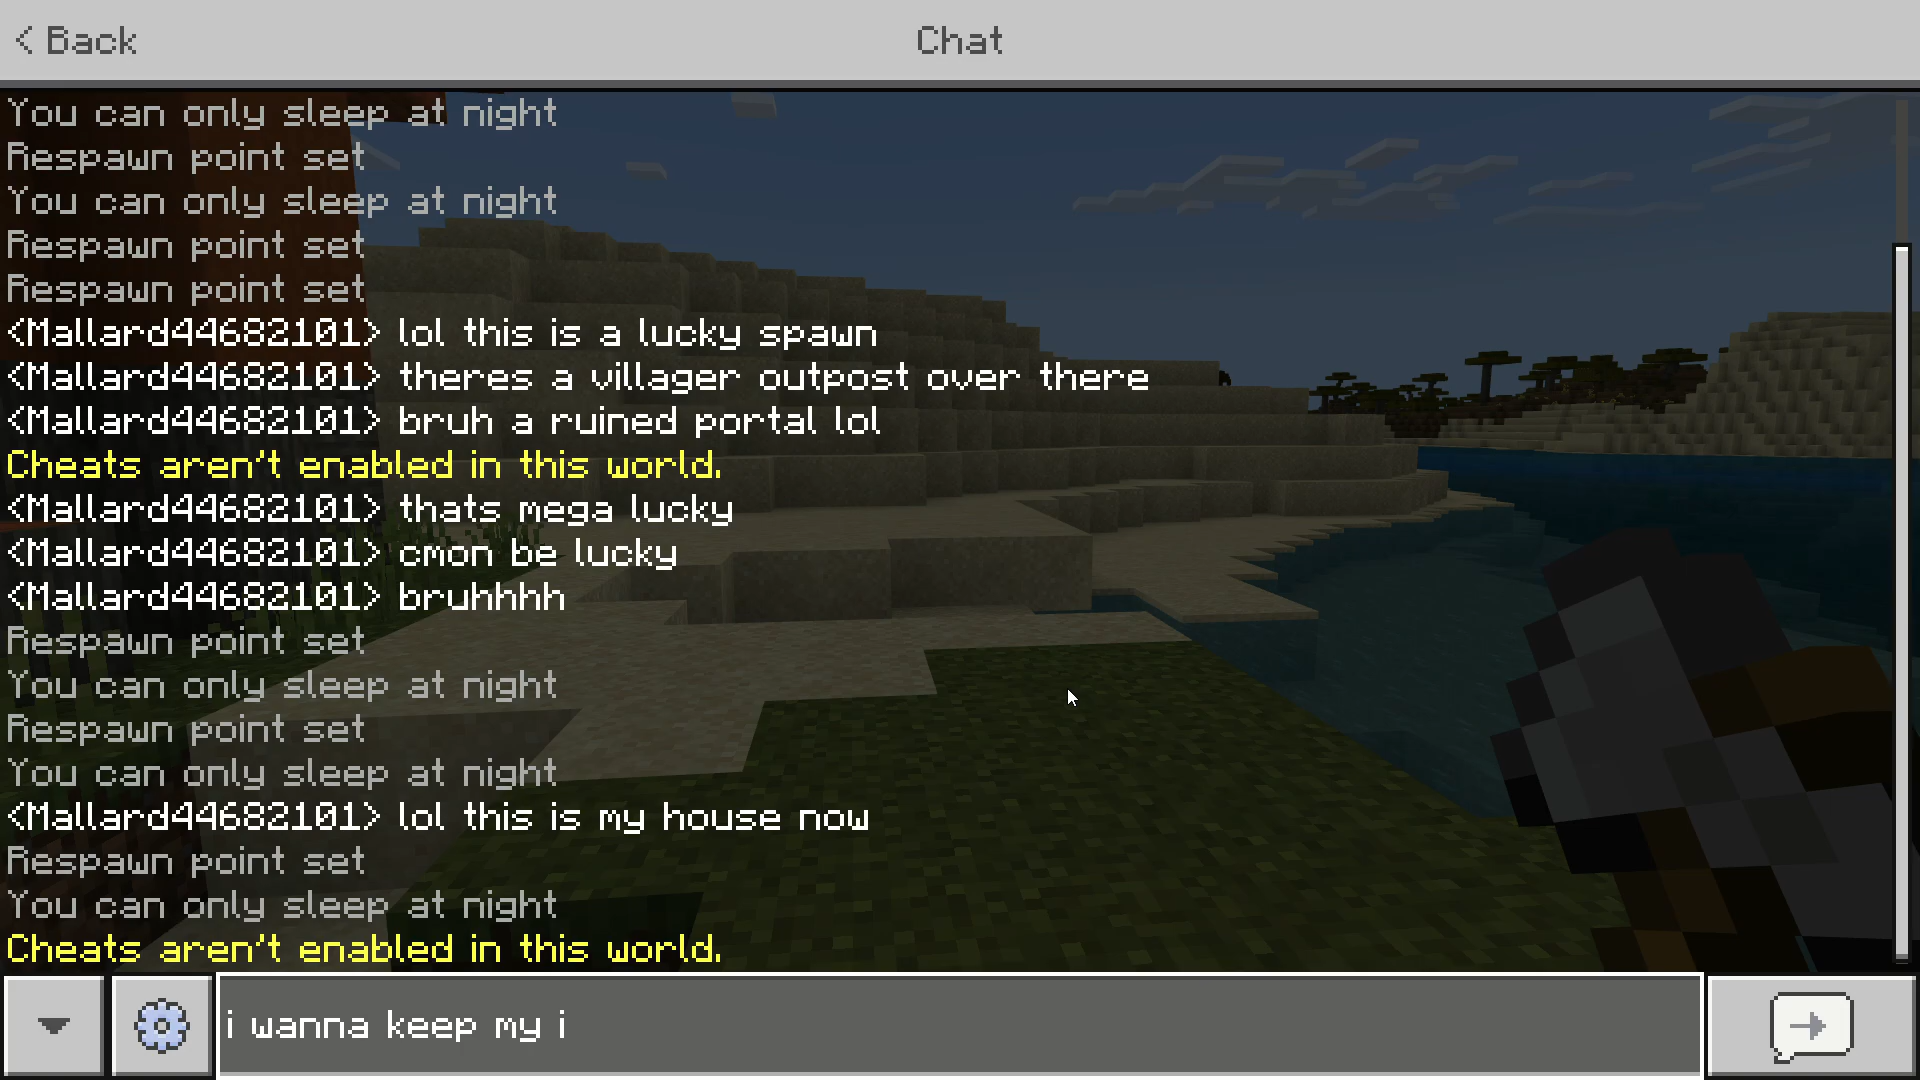 Back
Chat
You can only sleep at night
Respawn point set
You can only sleep at night
Respawn point set
Respawn point set
<Mallard44682101> lol this is a lucky spawn
<Mallard44682101> theres a villager outpost over there
<Mallard44682101> bruh a ruined portal lol
Cheats aren't enabled in this world.
<Mallard44682101> thats mega lucky
<Mallard44682101> cmon be lucky
<Mallard44682101> bruhhhh
Respawn point set
You can only sleep at night
Respawn point set
You can only sleep at night
<Mallard44682101> lol this is my house now
Respawn point set
You can only sleep at night
Cheats aren't enabled in this world.
i wanna keep my i